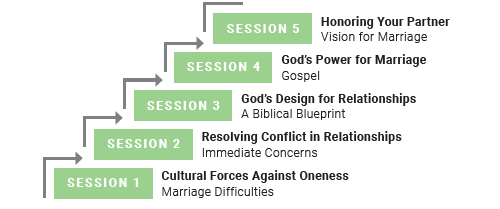 SESSION 5
Honoring Your Partner
Vision for Marriage
SESSION 4
God's Power for Marriage
Gospel
SESSION 3
God's Design for Relationships
A Biblical Blueprint
SESSION 2
Resolving Conflict in Relationships
Immediate Concerns
SESSION 1
Cultural Forces Against Oneness
Marriage Difficulties